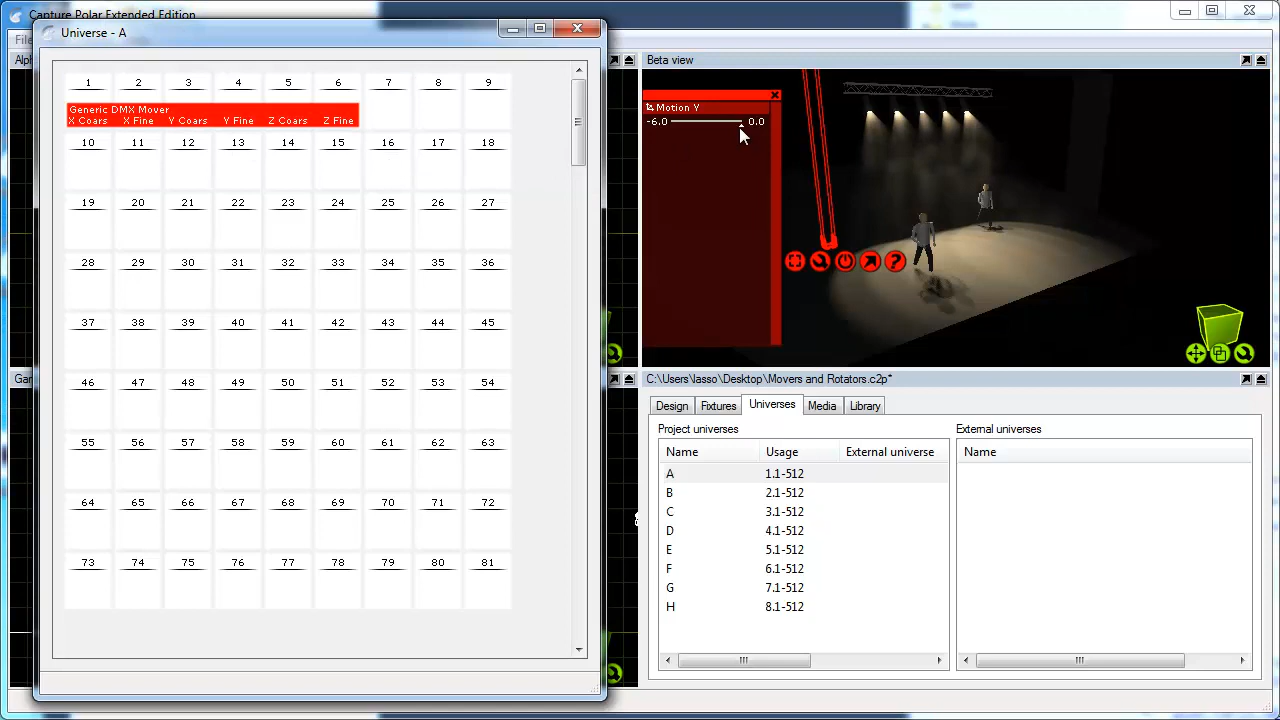 Capture Polar Extended Edition
Universe - A
1 2 3 4 5 6 7 8 9
Generic DMX Mover
X Coars X Fine Y Coars Y Fine Z Coars Z Fine
10 11 12 13 14 15 16 17 18
19 20 21 22 23 24 25 26 27
28 29 30 31 32 33 34 35 36
37 38 39 40 41 42 43 44 45
46 47 48 49 50 51 52 53 54
55 56 57 58 59 60 61 62 63
64 65 66 67 68 69 70 71 72
73 74 75 76 77 78 79 80 81
Beta view
Motion Y
-6.0 0.0
?
C:\Users\lasso\Desktop\Movers and Rotators.c2p*
Design Fixtures Universes Media Library
Project universes
External universes
Name Usage External universe
Name
A 1.1-512
B 2.1-512
C 3.1-512
D 4.1-512
E 5.1-512
F 6.1-512
G 7.1-512
H 8.1-512